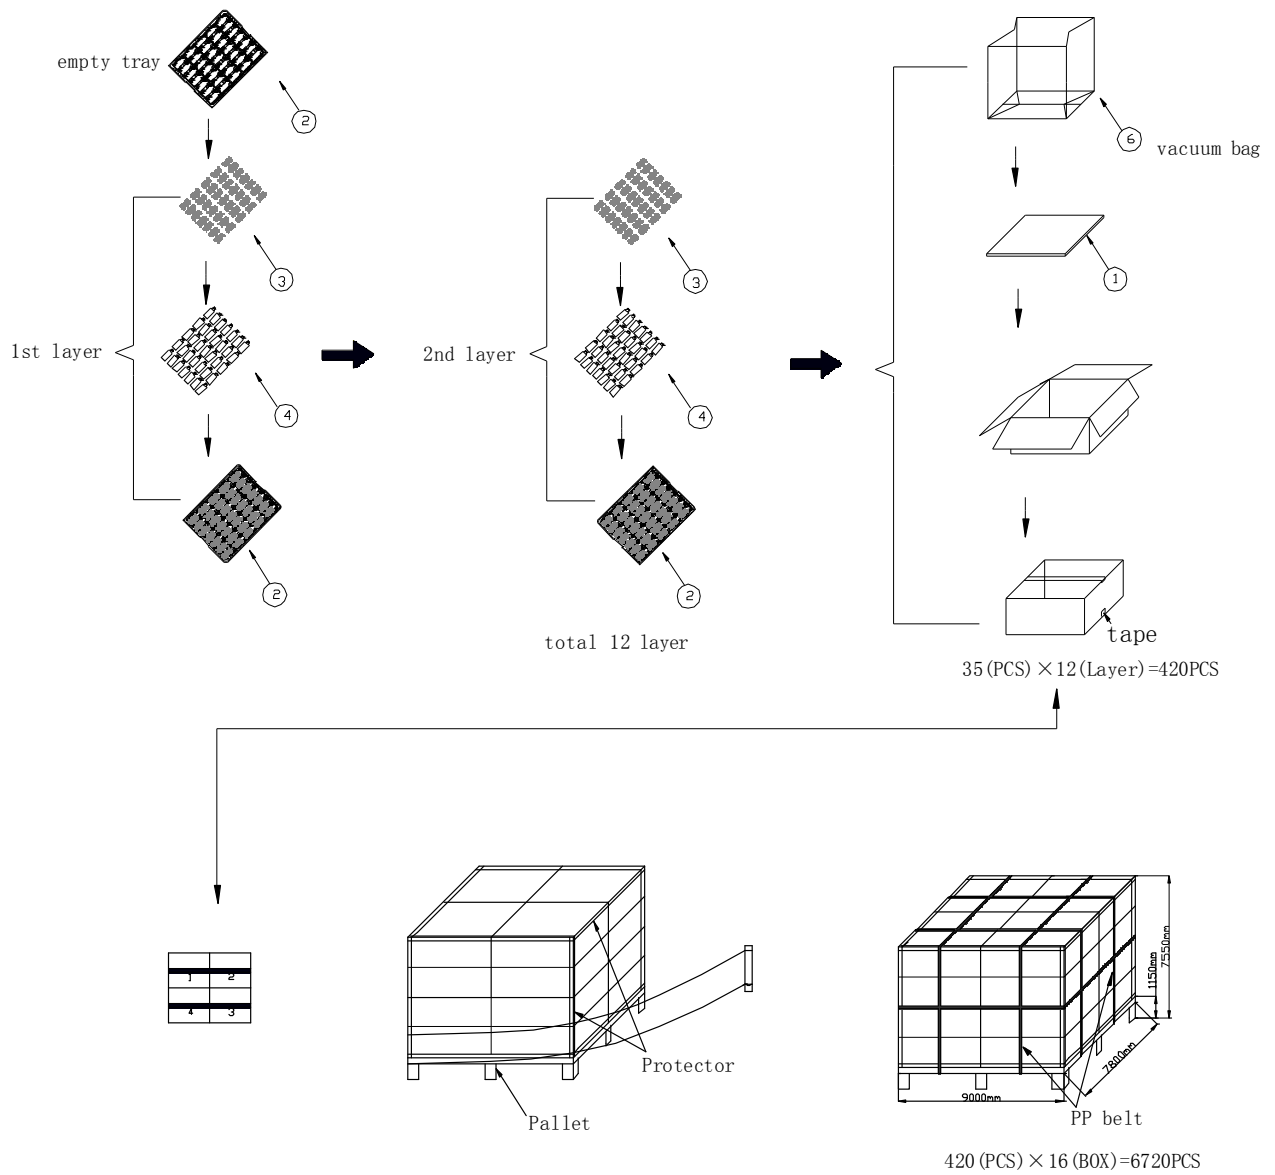 empty tray
2
3
1st layer
4
2
3
2nd layer
4
2
total 12 layer
6
vacuum bag
1
tape
35(PCS)×12(Layer)=420PCS
1 2
4 3
Protector
Pallet
7550mm
1150mm
7800mm
9000mm
PP belt
420(PCS)×16(BOX)=6720PCS